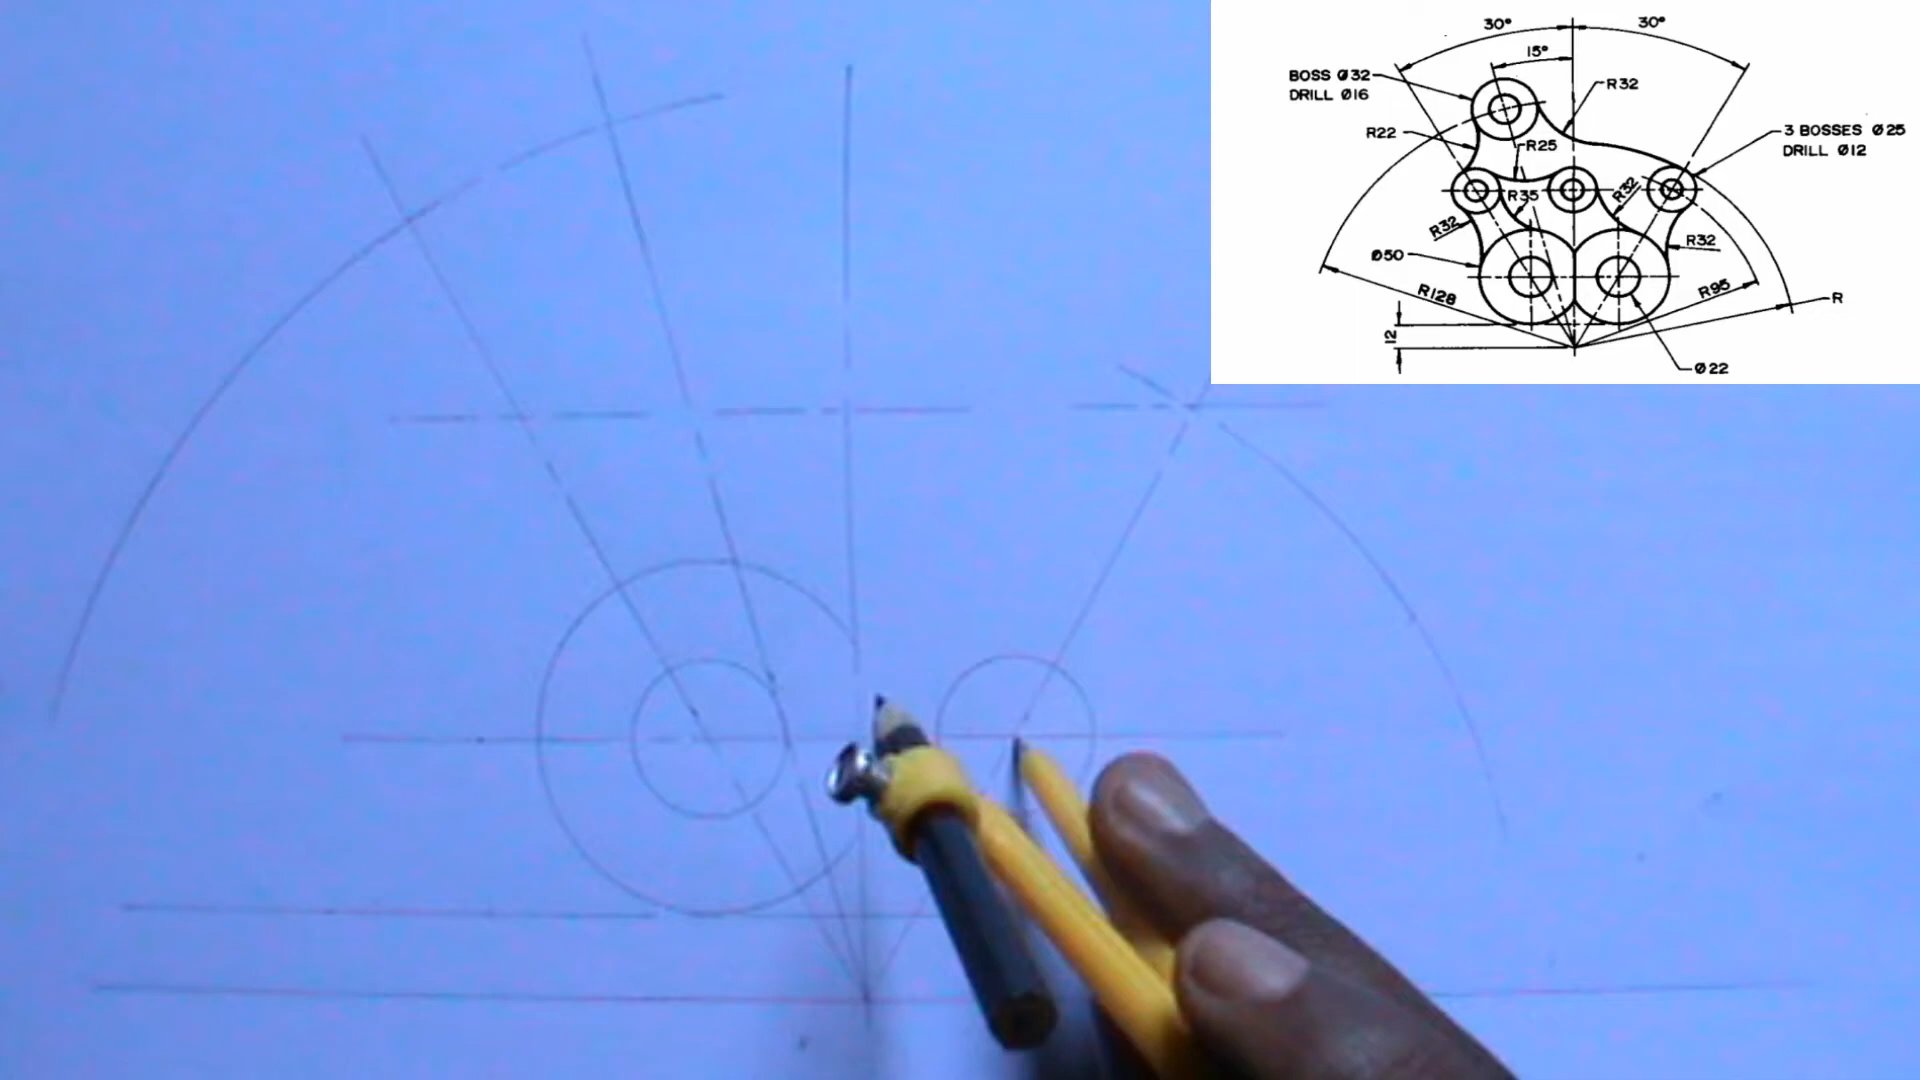 30°
30°
15°
BOSS Ø32
DRILL Ø16
R32
R22
R25
3 BOSSES Ø25
DRILL Ø12
R35
R32
R32
R32
Ø50
R128
R95
R
12
Ø22